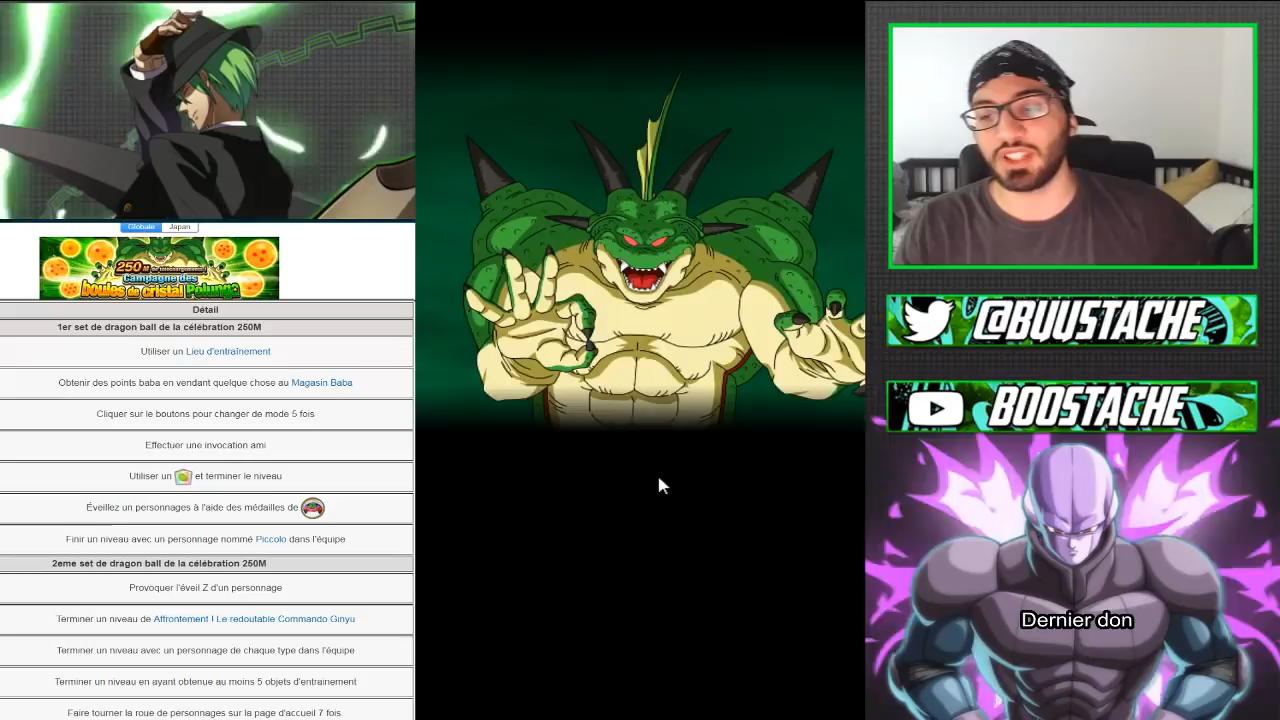 Globale Japan
250M de téléchargements !
Campagne des
boules de cristal Polunga
Détail
1er set de dragon ball de la célébration 250M
Utiliser un Lieu d'entraînement
Obtenir des points baba en vendant quelque chose au Magasin Baba
Cliquer sur le boutons pour changer de mode 5 fois
Effectuer une invocation ami
Utiliser un et terminer le niveau
Éveillez un personnages à l'aide des médailles de
Finir un niveau avec un personnage nommé Piccolo dans l'équipe
2eme set de dragon ball de la célébration 250M
Provoquer l'éveil Z d'un personnage
Terminer un niveau de Affrontement ! Le redoutable Commando Ginyu
Terminer un niveau avec un personnage de chaque type dans l'équipe
Terminer un niveau en ayant obtenue au moins 5 objets d'entrainement
Faire tourner la roue de personnages sur la page d'accueil 7 fois.
@BUUSTACHE
BOOSTACHE
Dernier don